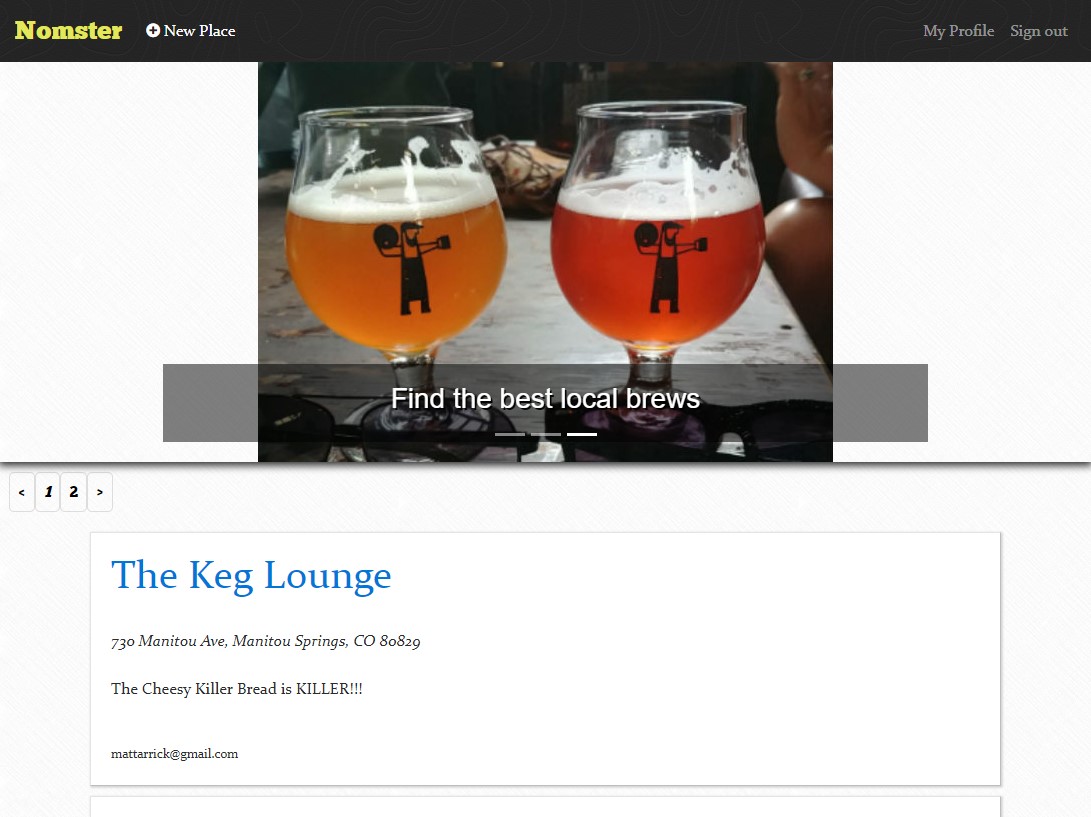 Nomster New Place My Profile Sign out
Find the best local brews
< 1 2 >
The Keg Lounge
730 Manitou Ave, Manitou Springs, CO 80829
The Cheesy Killer Bread is KILLER!!!
mattarrick@gmail.com